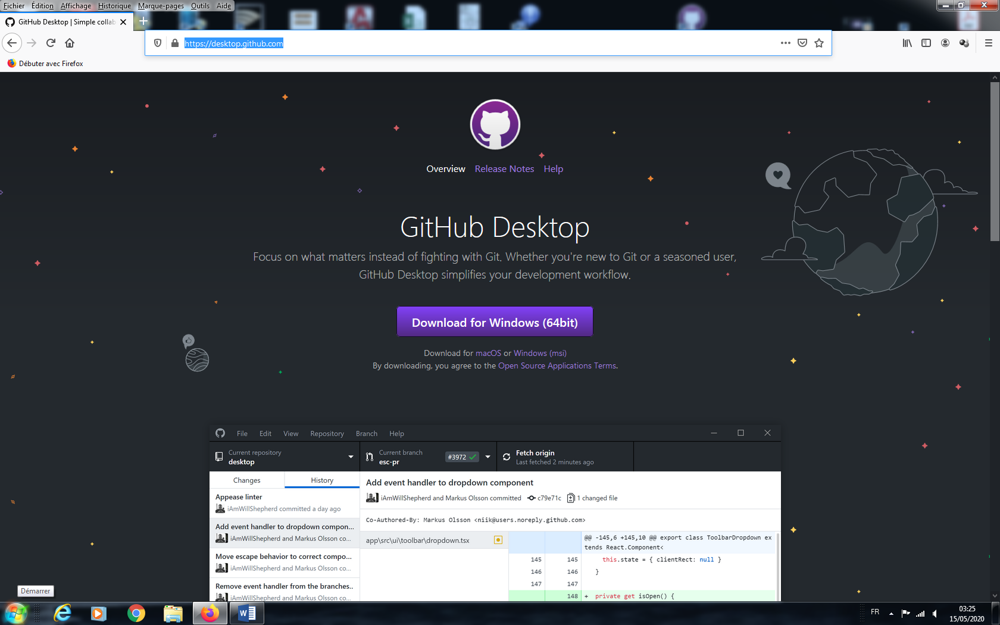 Fichier Édition Affichage Historique Marque-pages Outils Aide
GitHub Desktop | Simple collab
https://desktop.github.com
Débuter avec Firefox
Overview Release Notes Help
GitHub Desktop
Focus on what matters instead of fighting with Git. Whether you're new to Git or a seasoned user,
GitHub Desktop simplifies your development workflow.
Download for Windows (64bit)
Download for macOS or Windows (msi)
By downloading, you agree to the Open Source Applications Terms.
File Edit View Repository Branch Help
Current repository
desktop
Current branch
esc-pr
#3972
Fetch origin
Last fetched 2 minutes ago
Changes History
Appease linter
iAmWillShepherd committed a day ago
Add event handler to dropdown compon...
iAmWillShepherd and Markus Olsson co...
Move escape behavior to correct compo...
iAmWillShepherd and Markus Olsson co...
Remove event handler from the branches..
iAmWillShepherd and Markus Olsson co...
Add event handler to dropdown component
iAmWillShepherd and Markus Olsson committed c79e71c 1 changed file
Co-Authored-By: Markus Olsson <niik@users.noreply.github.com>
app\src\ui\toolbar\dropdown.tsx
@@ -145,6 +145,10 @@ export class ToolbarDropdown ex
tends React.Component<
145 145 this.state = { clientRect: null }
146 146 }
147 147
148 + private get isOpen() {
Démarrer
FR
03:25
15/05/2020